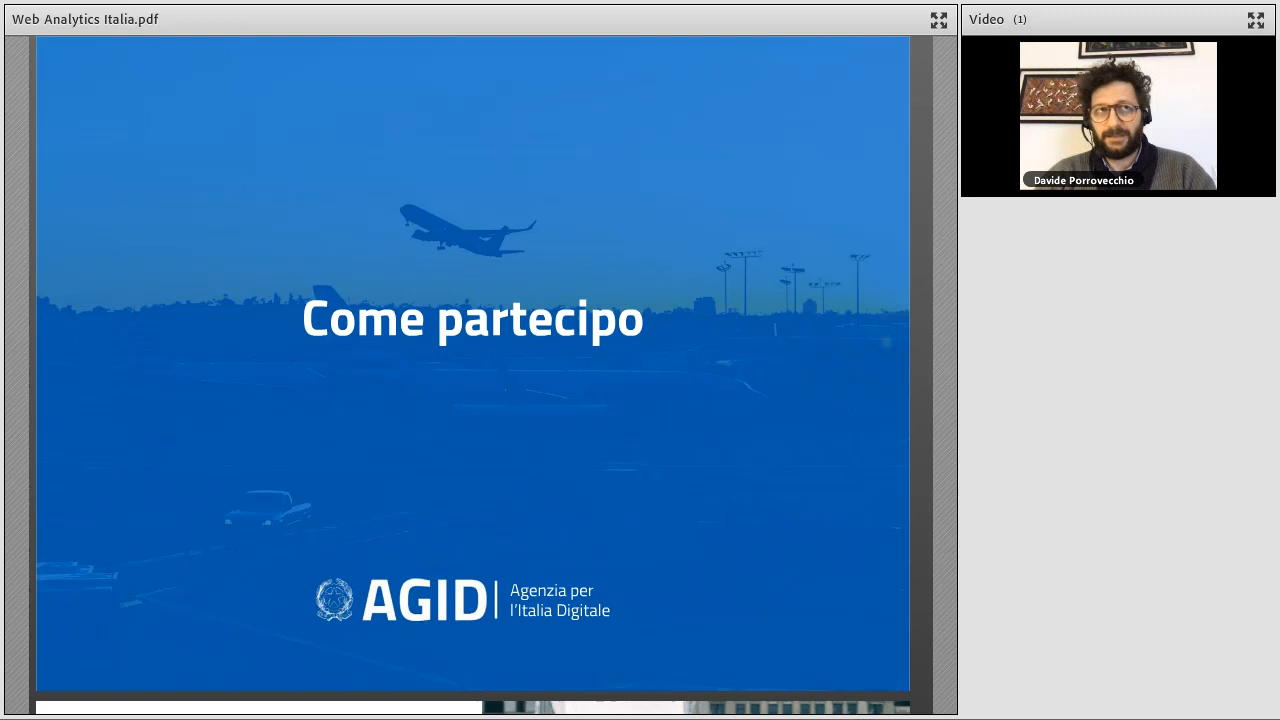 Web Analytics Italia.pdf
Video (1)
Davide Porrovecchio
Come partecipo
AGID
Agenzia per
l'Italia Digitale